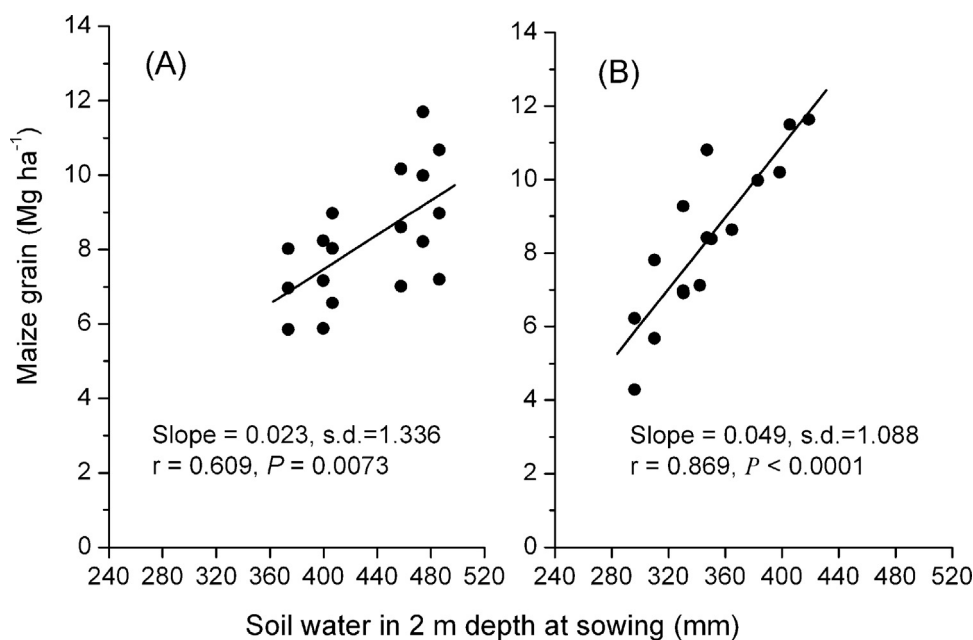 Maize grain (Mg ha⁻¹)
14
12
10
8
6
4
2
0
(A)
Slope = 0.023, s.d.=1.336
r = 0.609, P = 0.0073
240 280 320 360 400 440 480 520
14
12
10
8
6
4
2
0
(B)
Slope = 0.049, s.d.=1.088
r = 0.869, P < 0.0001
240 280 320 360 400 440 480 520
Soil water in 2 m depth at sowing (mm)